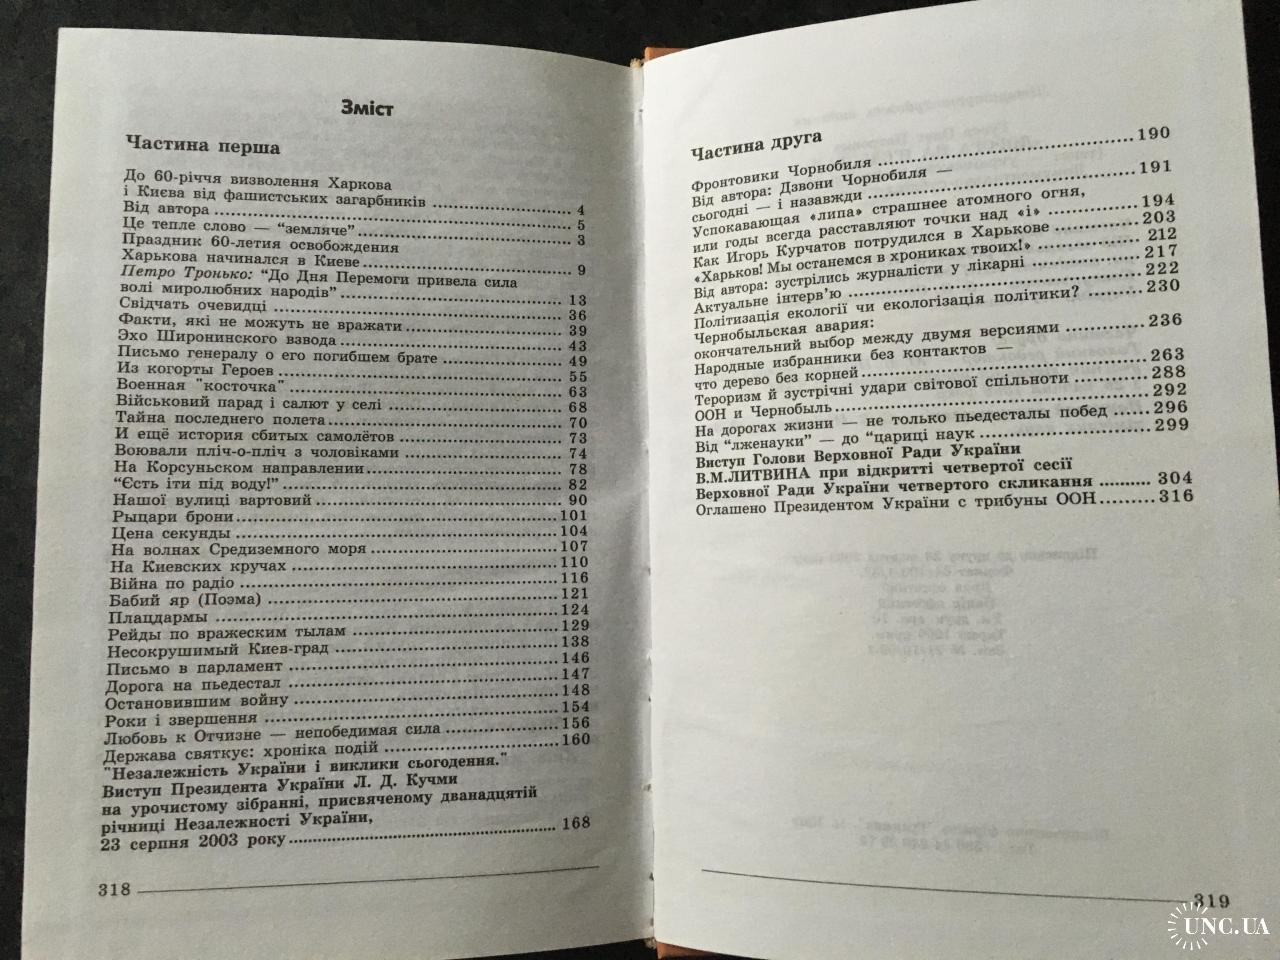 Зміст
Частина перша
До 60-річчя визволення Харкова
і Києва від фашистських загарбників ........ 4
Від автора ........ 5
Це тепле слово — “земляче” ........ 3
Праздник 60-летия освобождения
Харькова начинался в Киеве ........ 9
Петро Тронько: “До Дня Перемоги привела сила
волі миролюбних народів” ........ 13
Свідчать очевидці ........ 36
Факти, які не можуть не вражати ........ 39
Эхо Широнинского взвода ........ 43
Письмо генералу о его погибшем брате ........ 49
Из когорты Героев ........ 55
Военная "косточка" ........ 63
Військовий парад і салют у селі ........ 68
Тайна последнего полета ........ 70
И ещё история сбитых самолётов ........ 73
Воювали пліч-о-пліч з чоловіками ........ 74
На Корсуньском направлении ........ 78
“Єсть іти під воду!” ........ 82
Нашої вулиці вартовий ........ 90
Рыцари брони ........ 101
Цена секунды ........ 104
На волнах Средиземного моря ........ 107
На Киевских кручах ........ 110
Війна по радіо ........ 116
Бабий яр (Поэма) ........ 121
Плацдармы ........ 124
Рейды по вражеским тылам ........ 129
Несокрушимый Киев-град ........ 138
Письмо в парламент ........ 146
Дорога на пьедестал ........ 147
Остановившим войну ........ 148
Роки і звершення ........ 154
Любовь к Отчизне — непобедимая сила ........ 156
Держава святкує: хроніка подій ........ 160
"Незалежність України і виклики сьогодення."
Виступ Президента України Л. Д. Кучми
на урочистому зібранні, присвяченому дванадцятій
річниці Незалежності України,
23 серпня 2003 року ........ 168
318
Частина друга
Фронтовики Чорнобиля ........ 190
Від автора: Дзвони Чорнобиля —
сьогодні — і назавжди ........ 191
Успокавающая «липа» страшнее атомного огня,
или годы всегда расставляют точки над «і» ........ 194
Как Игорь Курчатов потрудился в Харькове ........ 203
«Харьков! Мы останемся в хрониках твоих!» ........ 212
Від автора: зустрілись журналісти у лікарні ........ 217
Актуальне інтерв’ю ........ 222
Політизація екології чи екологізація політики? ........ 230
Чернобыльская авария:
окончательний выбор между двумя версиями ........ 236
Народные избранники без контактов —
что дерево без корней ........ 263
Тероризм й зустрічні удари світової спільноти ........ 288
ООН и Чернобыль ........ 292
На дорогах жизни — не только пьедесталы побед ........ 296
Від “лженауки” — до “цариці наук ........ 299
Виступ Голови Верховної Ради України
В.М.ЛИТВИНА при відкритті четвертої сесії
Верховної Ради України четвертого скликання ........ 304
Оглашено Президентом України с трибуны ООН ........ 316
319
UNC.UA